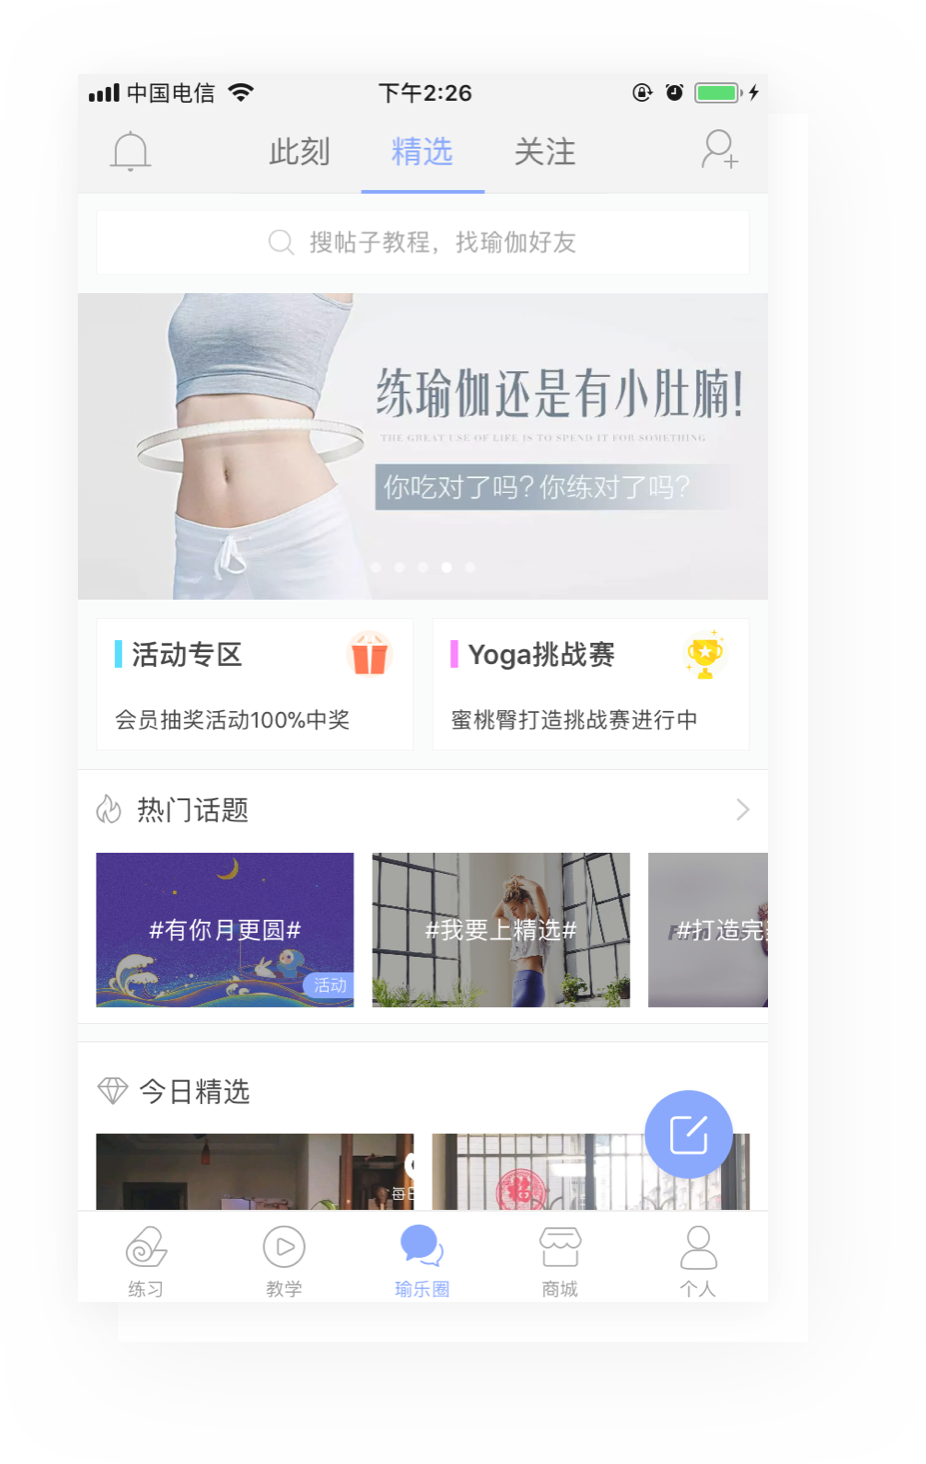 中国电信
下午2:26
此刻
精选
关注
搜帖子教程，找瑜伽好友
练瑜伽还是有小肚腩!
THE GREAT USE OF LIFE IS TO SPEND IT FOR SOMETHING
你吃对了吗？你练对了吗？
活动专区
会员抽奖活动100%中奖
Yoga挑战赛
蜜桃臀打造挑战赛进行中
热门话题
#有你月更圆#
活动
#我要上精选#
#打造完
今日精选
每
福
练习
教学
瑜乐圈
商城
个人